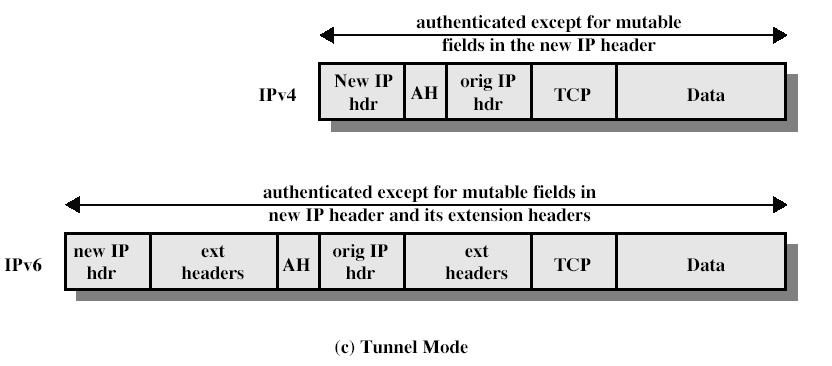 authenticated except for mutable
fields in the new IP header
IPv4
New IP
hdr
AH
orig IP
hdr
TCP
Data
authenticated except for mutable fields in
new IP header and its extension headers
IPv6
new IP
hdr
ext
headers
AH
orig IP
hdr
ext
headers
TCP
Data
(c) Tunnel Mode